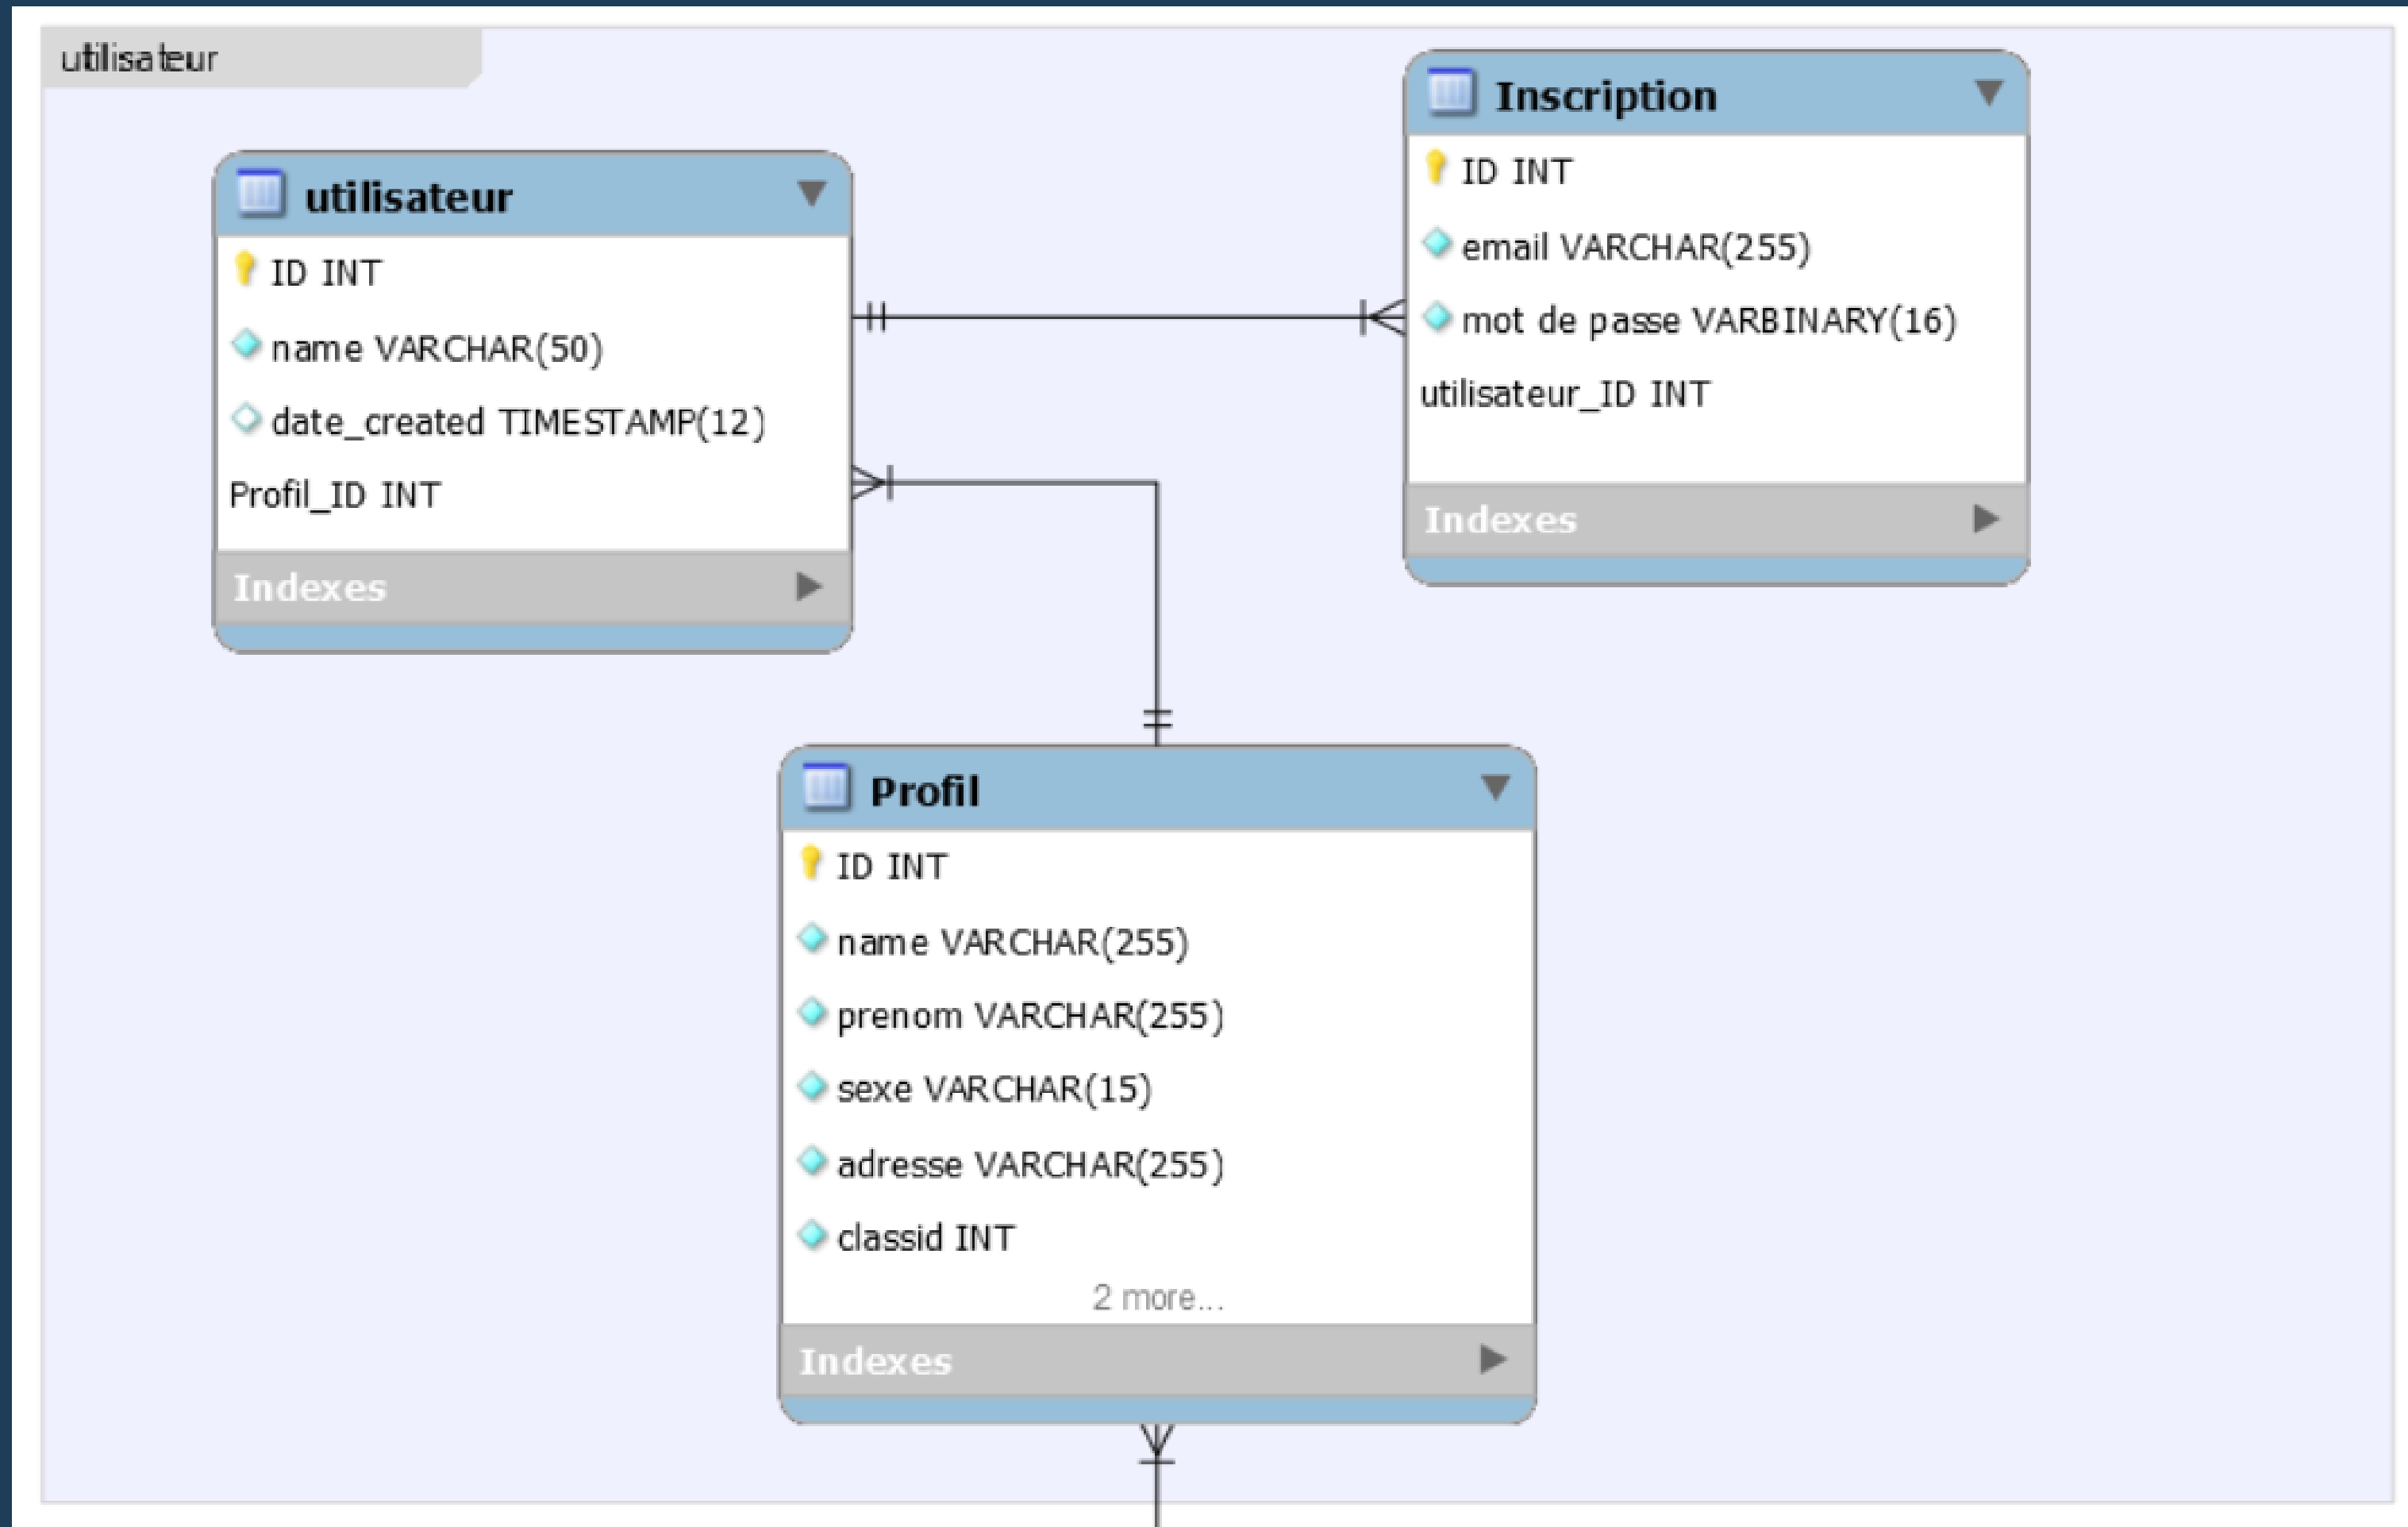 utilisateur
utilisateur
ID INT
name VARCHAR(50)
date_created TIMESTAMP(12)
Profil_ID INT
Indexes
Inscription
ID INT
email VARCHAR(255)
mot de passe VARBINARY(16)
utilisateur_ID INT
Indexes
Profil
ID INT
name VARCHAR(255)
prenom VARCHAR(255)
sexe VARCHAR(15)
adresse VARCHAR(255)
classid INT
2 more...
Indexes